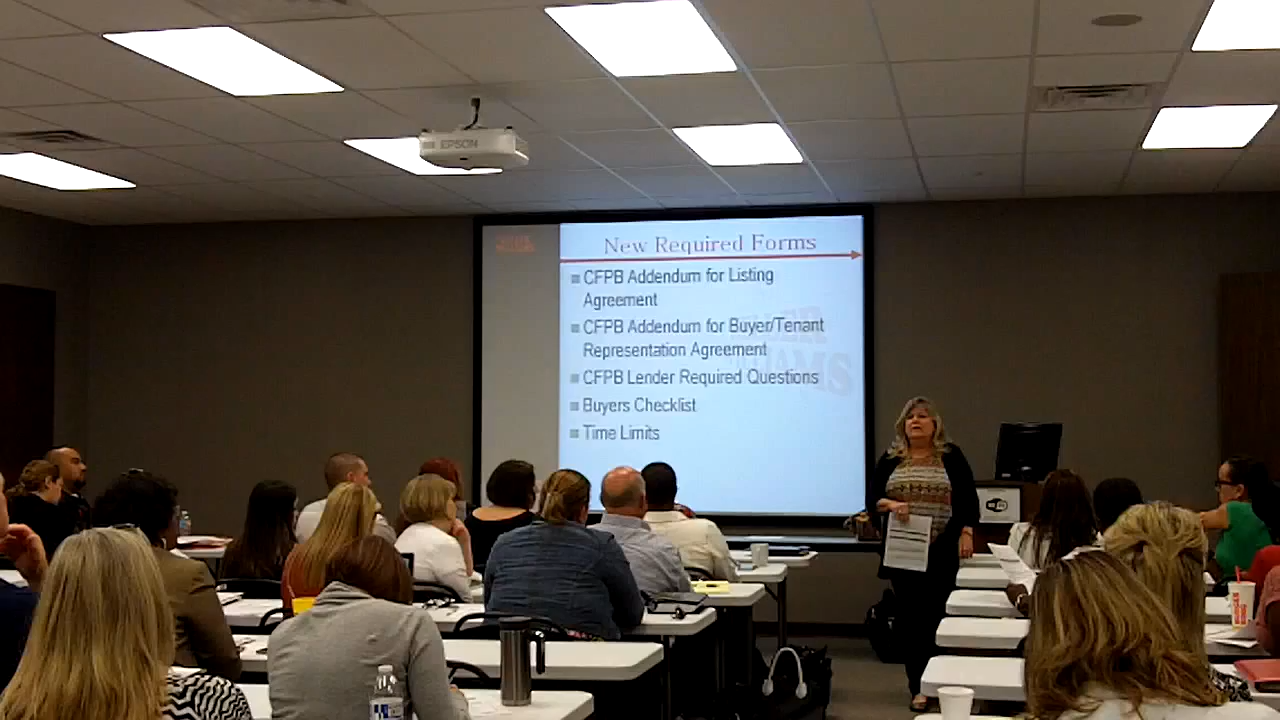 EPSON
New Required Forms
CFPB Addendum for Listing
Agreement
CFPB Addendum for Buyer/Tenant
Representation Agreement
CFPB Lender Required Questions
Buyers Checklist
Time Limits